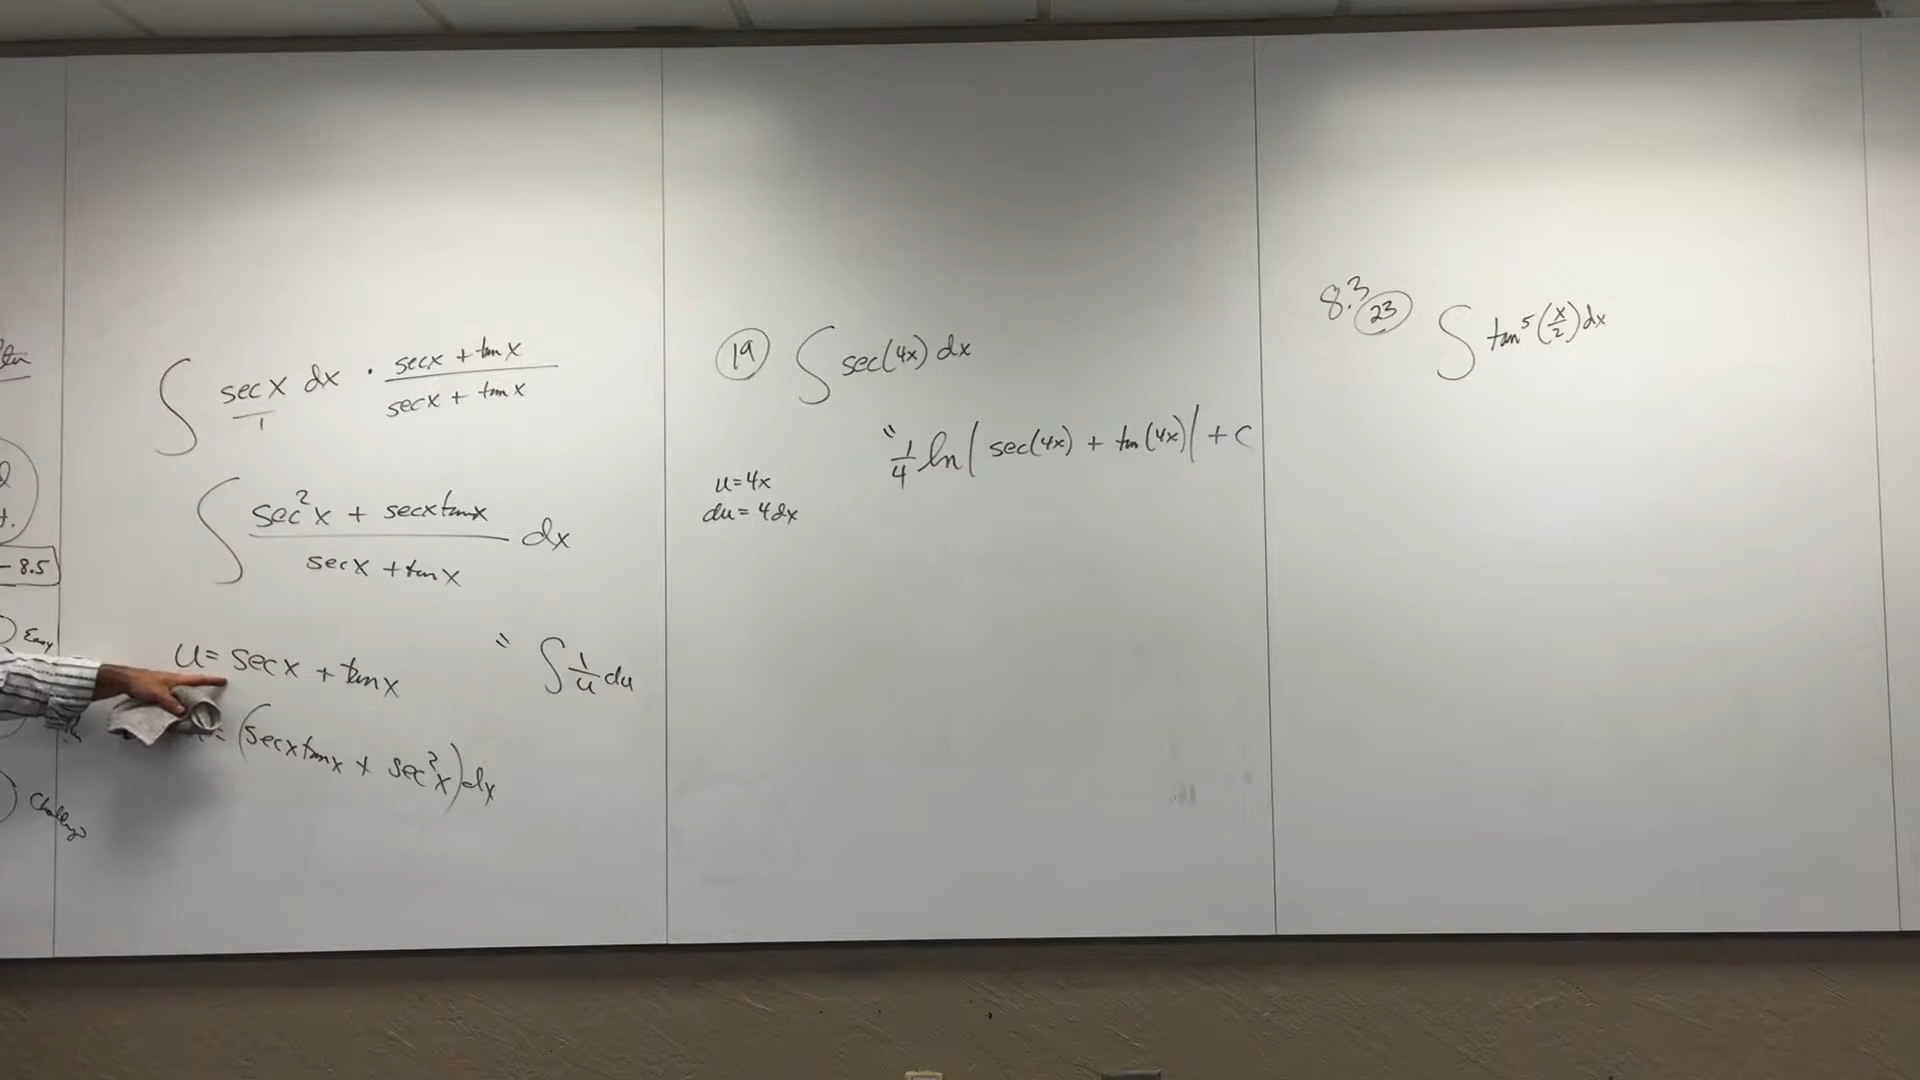 8.5
Easy
∫ sec x / 1 dx · (sec x + tan x) / (sec x + tan x)
∫ (sec²x + sec x tan x) / (sec x + tan x) dx
u = sec x + tan x
= ∫ 1/u du
= (sec x tan x + sec²x) dx
(19) ∫ sec(4x) dx
= 1/4 ln | sec(4x) + tan(4x) | + C
u = 4x
du = 4dx
8.3 (23) ∫ tan⁵(x/2) dx